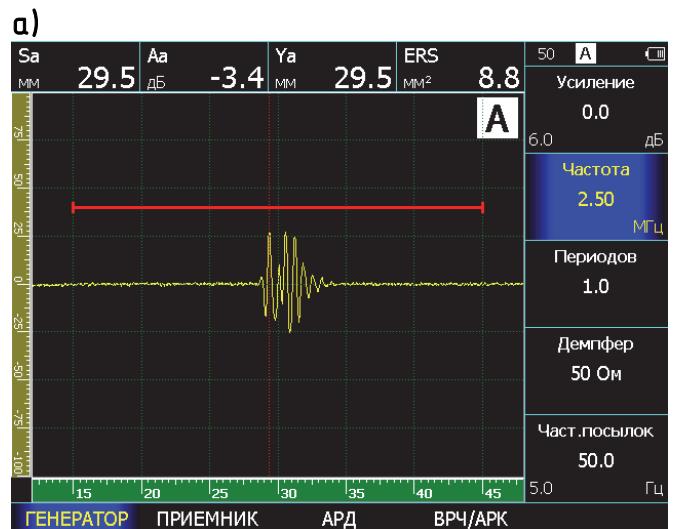 а)
Sa Aa Ya ERS 50 A
мм 29.5 дБ -3.4 мм 29.5 мм² 8.8
A
Усиление
0.0
6.0 дБ
Частота
2.50
МГц
Периодов
1.0
Демпфер
50 Ом
Част.посылок
50.0
5.0 Гц
75
50
25
0
-25
-50
-75
-100
15 20 25 30 35 40 45
ГЕНЕРАТОР ПРИЕМНИК АРД ВРЧ/АРК